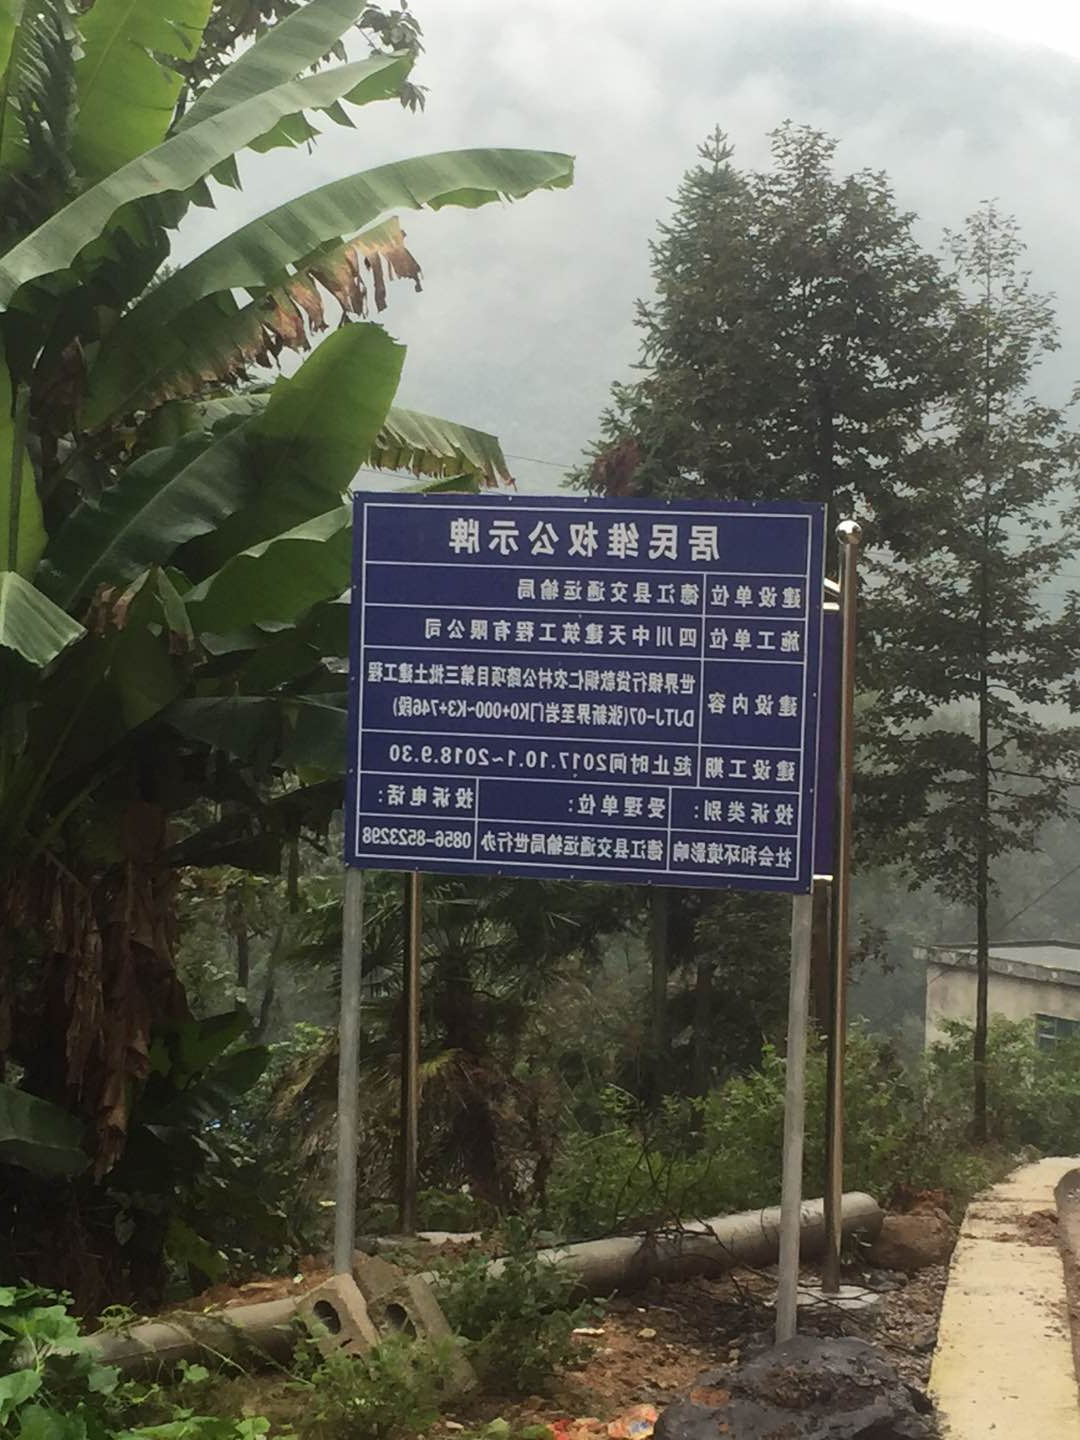 居民维权公示牌
建设单位 德江县交通运输局
施工单位 四川中天建筑工程有限公司
建设内容 世界银行贷款铜仁农村公路项目第三批土建工程
DJTJ-07(张新界至岩门K0+000~K3+746段)
建设工期 起止时间2017.10.1~2018.9.30
投诉类别： 受理单位： 投诉电话：
社会和环境影响 德江县交通运输局世行办 0856-8523298